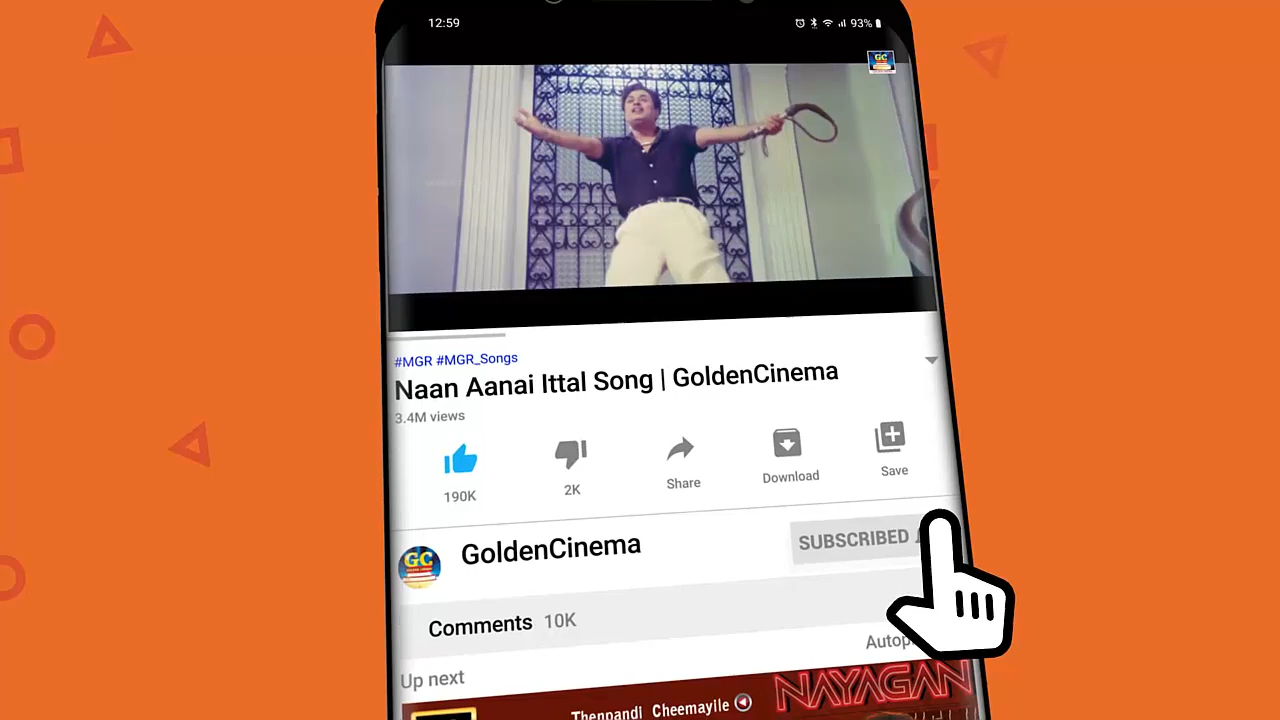 12:59
93%
GC
#MGR #MGR_Songs
Naan Aanai Ittal Song | GoldenCinema
3.4M views
190K
2K
Share
Download
Save
GC
GoldenCinema
SUBSCRIBED
Comments 10K
Up next
NAYAGAN
Thenpandi Cheemayile